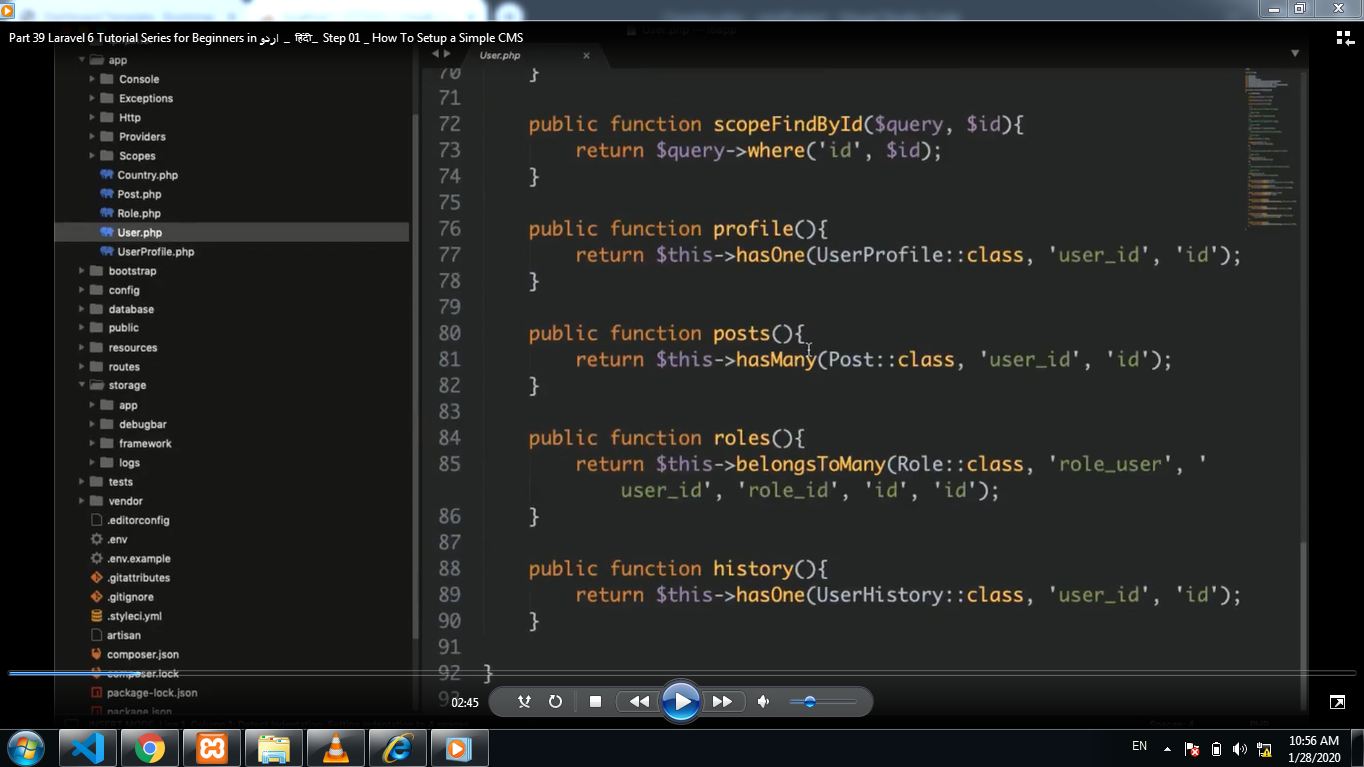 Part 39 Laravel 6 Tutorial Series for Beginners in اردو _ हिंदी_ Step 01 _ How To Setup a Simple CMS
app
Console
Exceptions
Http
Providers
Scopes
Country.php
Post.php
Role.php
User.php
UserProfile.php
bootstrap
config
database
public
resources
routes
storage
app
debugbar
framework
logs
tests
vendor
.editorconfig
.env
.env.example
.gitattributes
.gitignore
.styleci.yml
artisan
composer.json
composer.lock
package-lock.json
package.json
User.php ×
70 }
71
72 public function scopeFindById($query, $id){
73 return $query->where('id', $id);
74 }
75
76 public function profile(){
77 return $this->hasOne(UserProfile::class, 'user_id', 'id');
78 }
79
80 public function posts(){
81 return $this->hasMany(Post::class, 'user_id', 'id');
82 }
83
84 public function roles(){
85 return $this->belongsToMany(Role::class, 'role_user', '
user_id', 'role_id', 'id', 'id');
86 }
87
88 public function history(){
89 return $this->hasOne(UserHistory::class, 'user_id', 'id');
90 }
91
92 }
02:45
EN
10:56 AM
1/28/2020